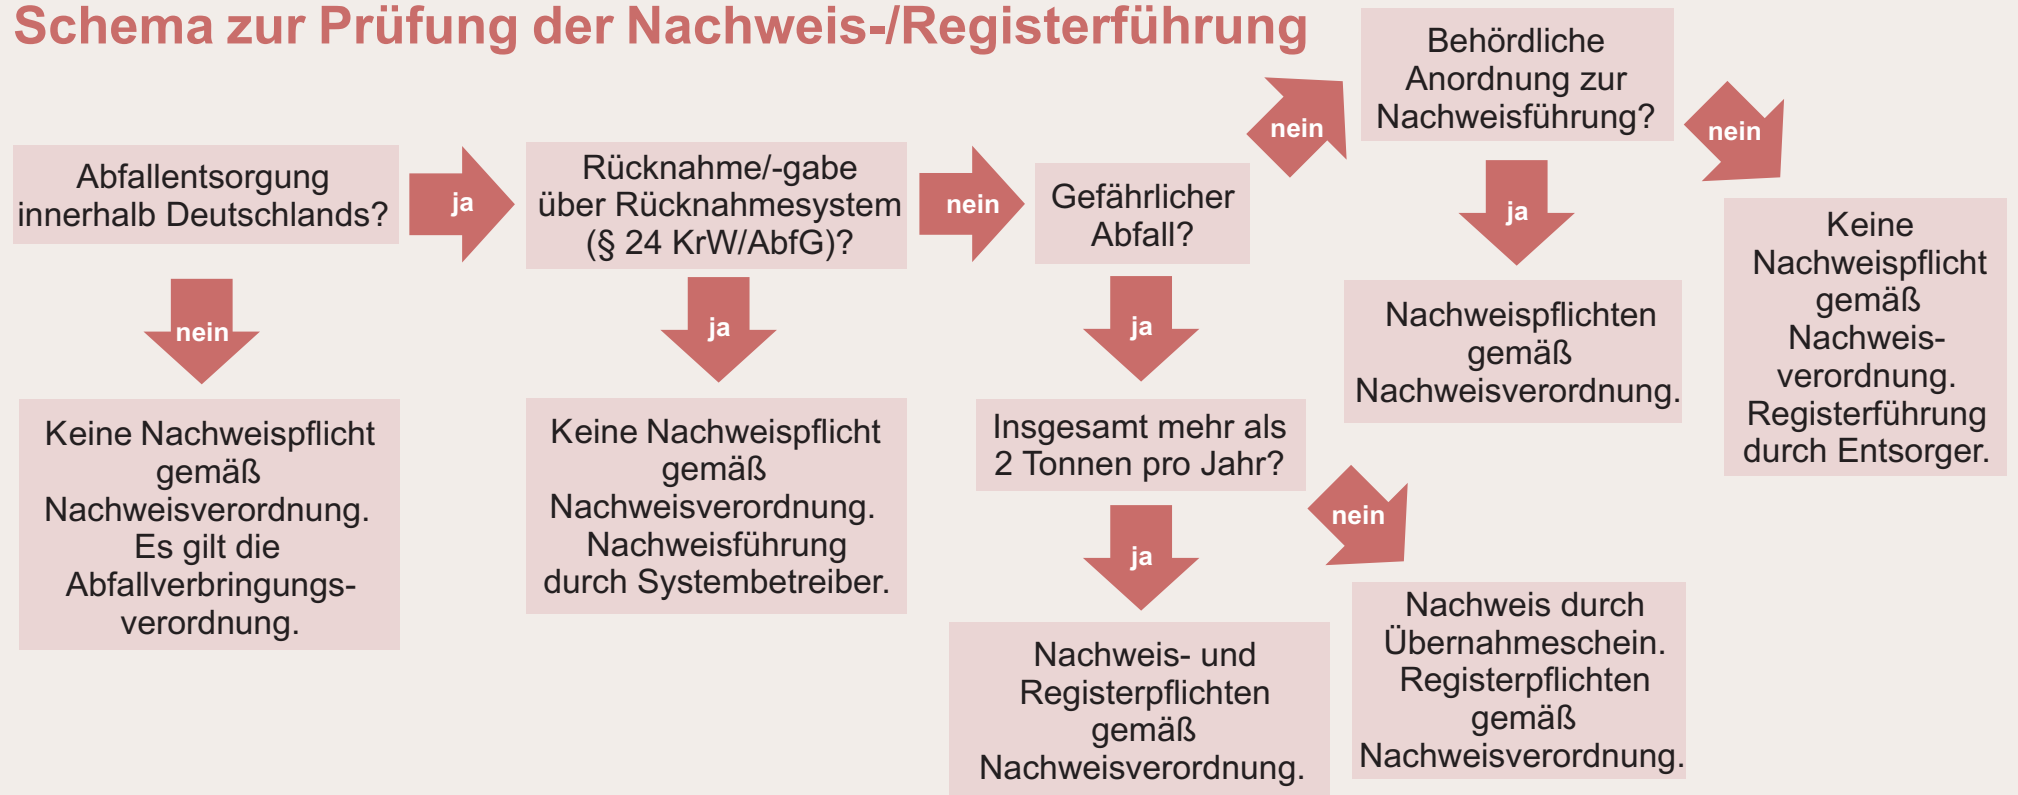 Schema zur Prüfung der Nachweis-/Registerführung
Abfallentsorgung
innerhalb Deutschlands?
ja
nein
Keine Nachweispflicht
gemäß
Nachweisverordnung.
Es gilt die
Abfallverbringungs-
verordnung.
Rücknahme/-gabe
über Rücknahmesystem
(§ 24 KrW/AbfG)?
nein
ja
Keine Nachweispflicht
gemäß
Nachweisverordnung.
Nachweisführung
durch Systembetreiber.
Gefährlicher
Abfall?
nein
ja
Insgesamt mehr als
2 Tonnen pro Jahr?
ja
nein
Nachweis- und
Registerpflichten
gemäß
Nachweisverordnung.
Nachweis durch
Übernahmeschein.
Registerpflichten
gemäß
Nachweisverordnung.
Behördliche
Anordnung zur
Nachweisführung?
ja
nein
Nachweispflichten
gemäß
Nachweisverordnung.
Keine
Nachweispflicht
gemäß
Nachweis-
verordnung.
Registerführung
durch Entsorger.